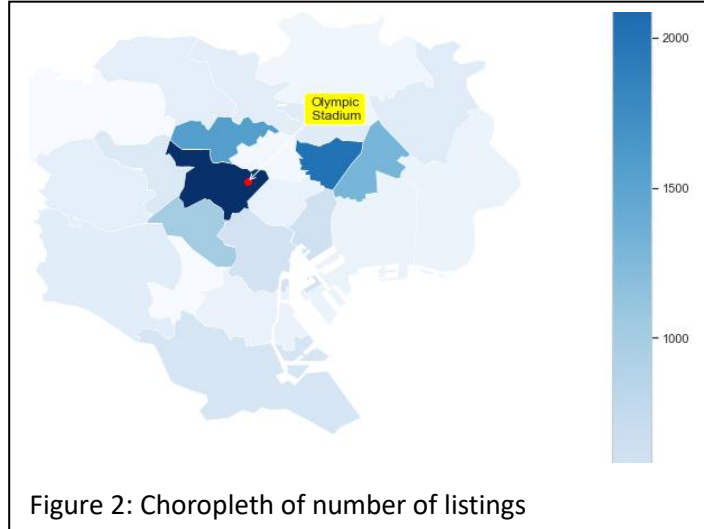 Olympic
Stadium
2000
1500
1000
Figure 2: Choropleth of number of listings